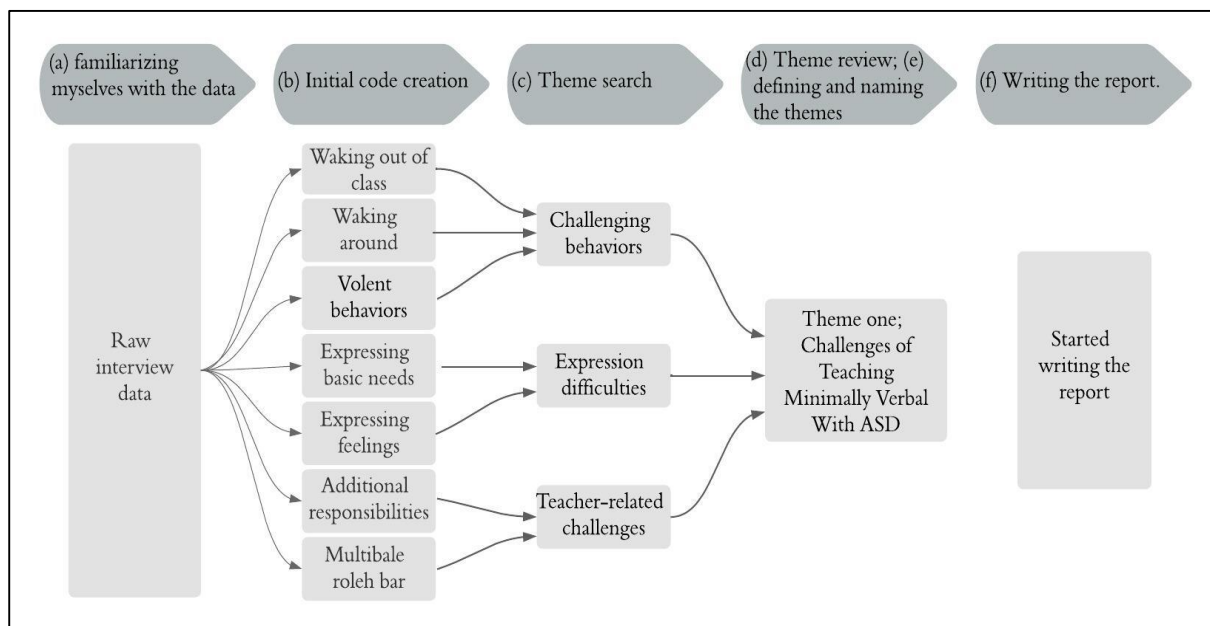 (a) familiarizing
myselves with the data
(b) Initial code creation
(c) Theme search
(d) Theme review; (e)
defining and naming
the themes
(f) Writing the report.
Raw
interview
data
Waking out of
class
Waking
around
Volent
behaviors
Expressing
basic needs
Expressing
feelings
Additional
responsibilities
Multibale
roleh bar
Challenging
behaviors
Expression
difficulties
Teacher-related
challenges
Theme one;
Challenges of
Teaching
Minimally Verbal
With ASD
Started
writing the
report